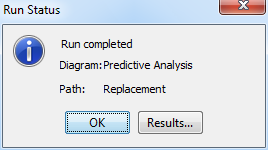 Run Status
Run completed
Diagram: Predictive Analysis
Path: Replacement
OK Results...